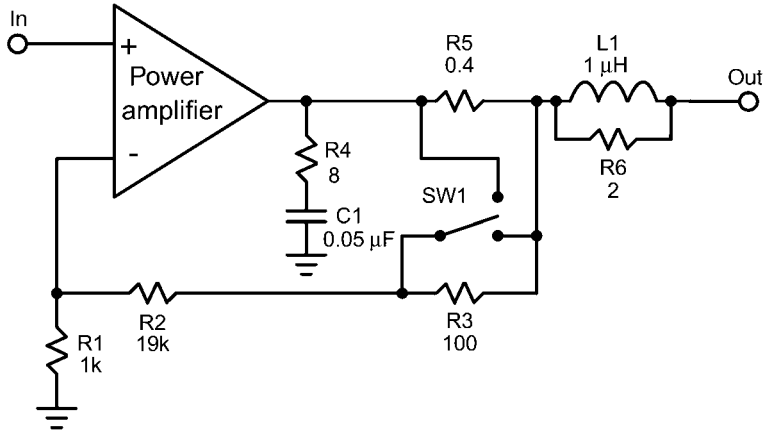 In
+
Power
amplifier
-
R5
0.4
L1
1 µH
Out
R6
2
R4
8
C1
0.05 µF
SW1
R3
100
R2
19k
R1
1k